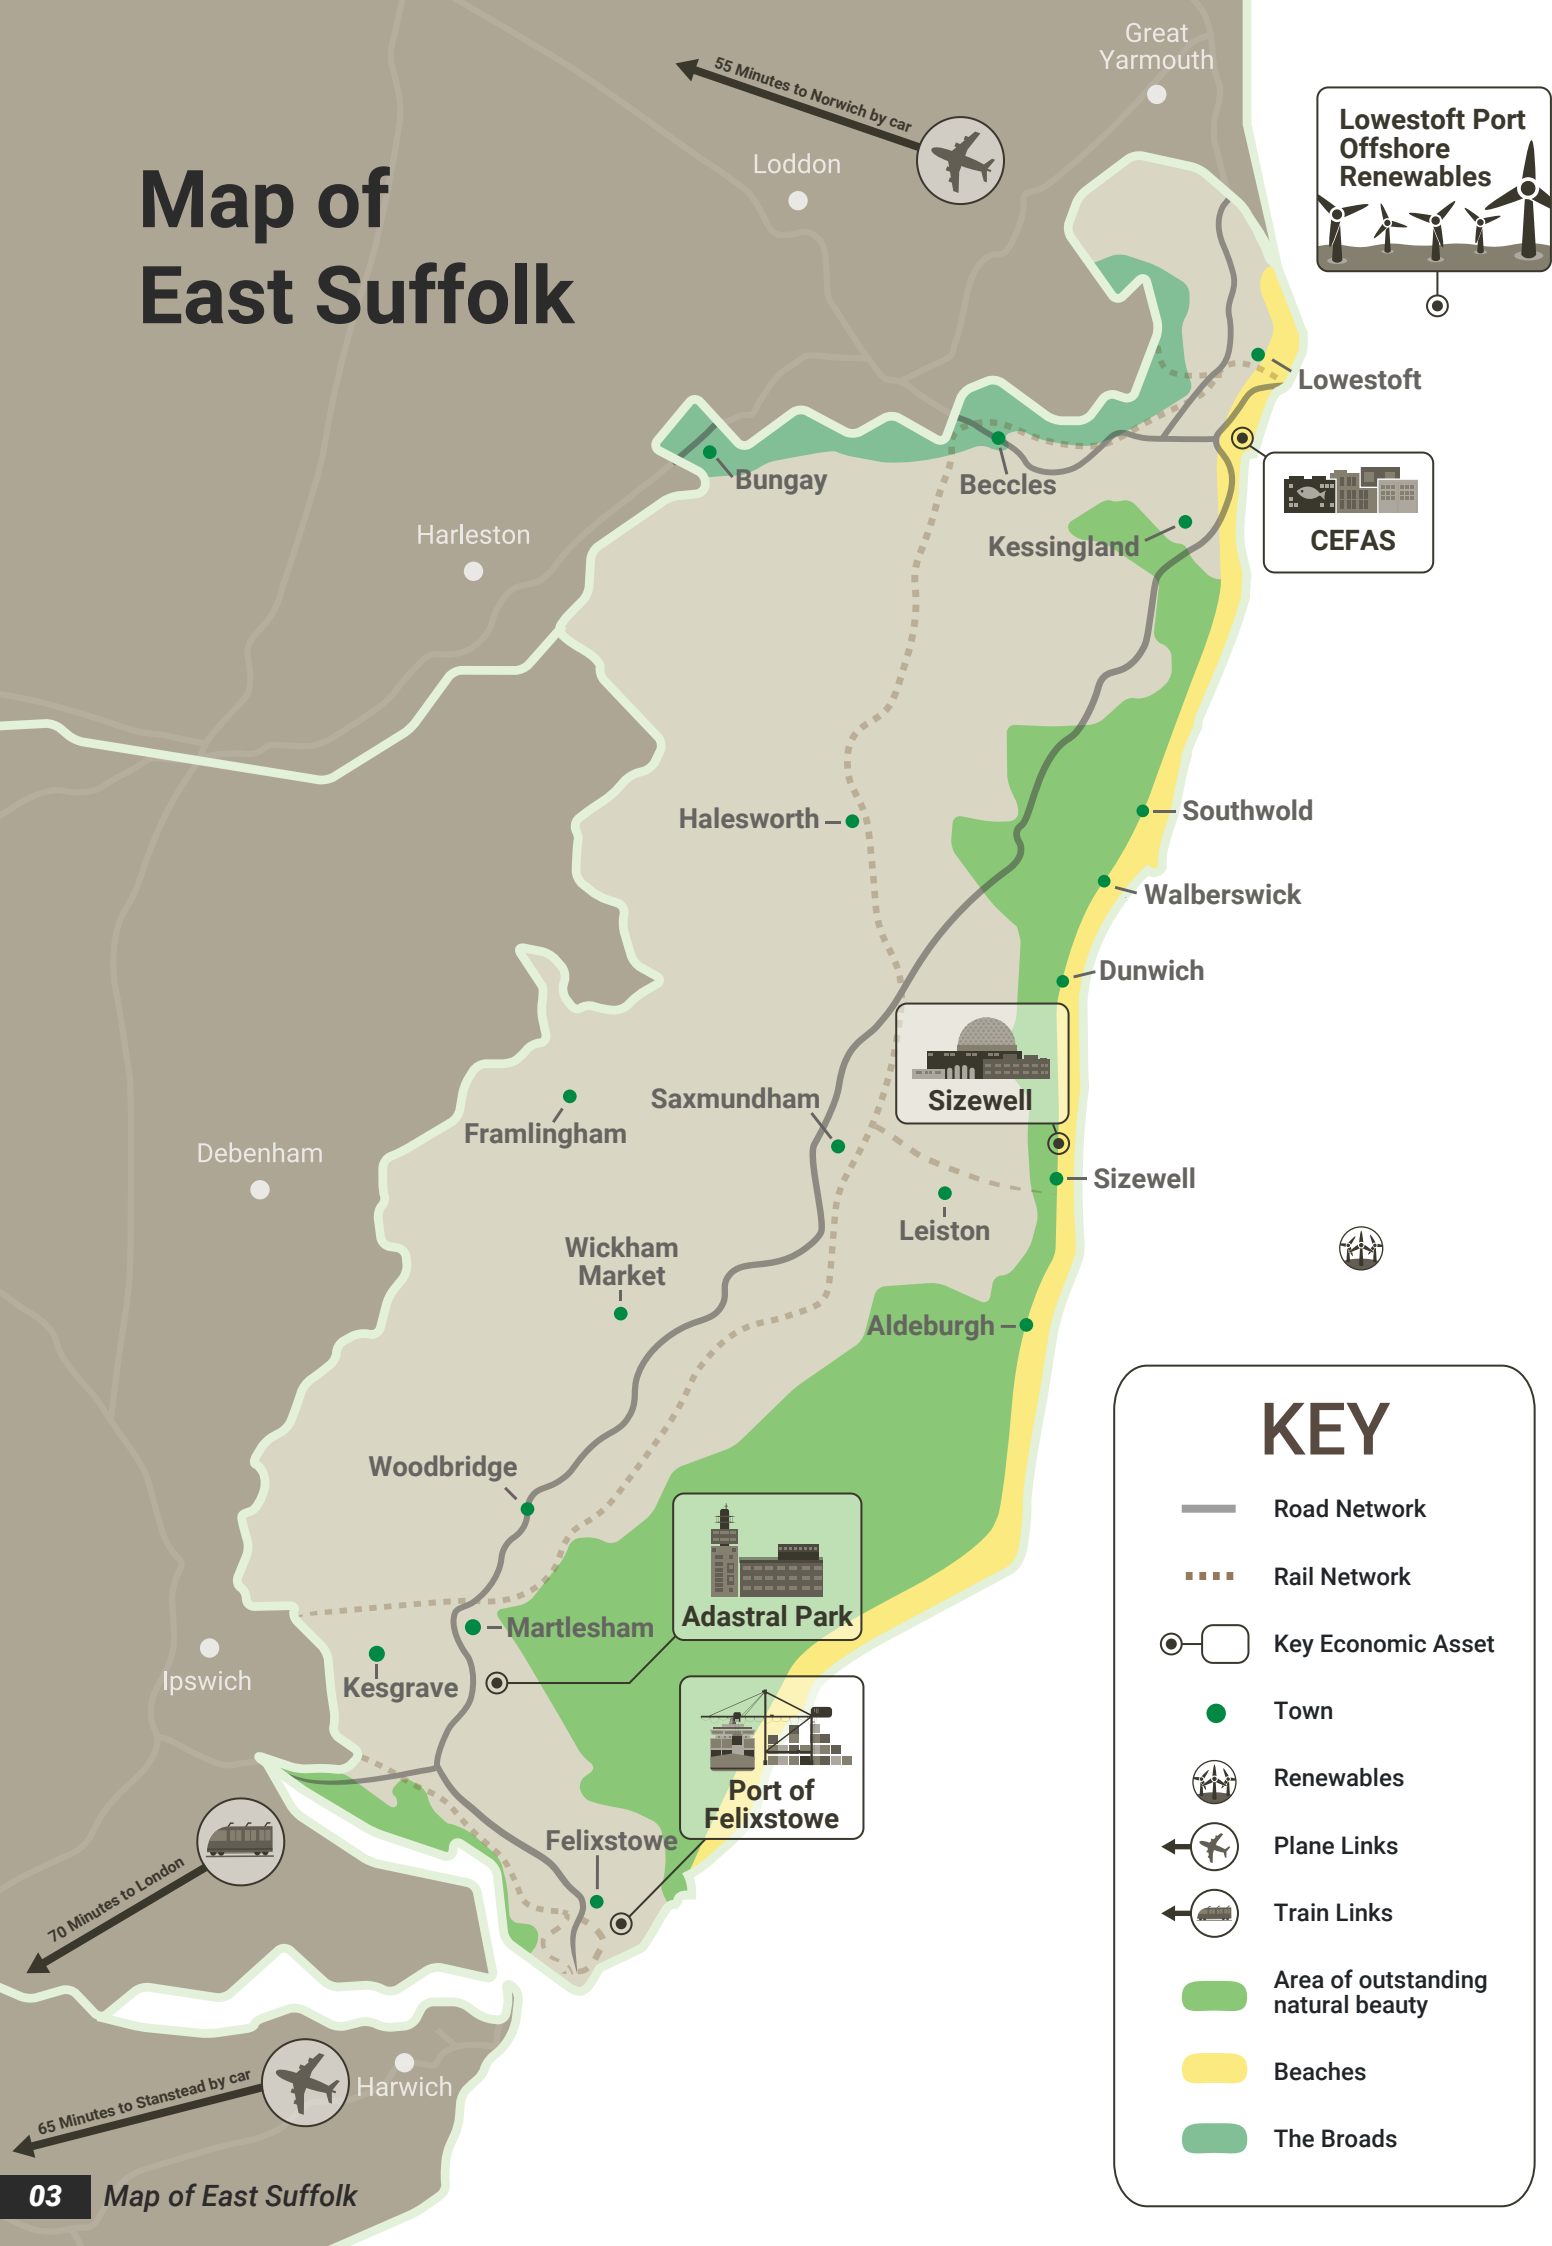 Great
Yarmouth
55 Minutes to Norwich by car
Lowestoft Port
Offshore
Renewables
Loddon
Map of
East Suffolk
Lowestoft
Bungay
Beccles
Harleston
Kessingland
CEFAS
Halesworth
Southwold
Walberswick
Dunwich
Sizewell
Saxmundham
Framlingham
Debenham
Sizewell
Leiston
Wickham
Market
Aldeburgh
Woodbridge
Adastral Park
Martlesham
Ipswich
Kesgrave
Port of
Felixstowe
Felixstowe
70 Minutes to London
65 Minutes to Stanstead by car
Harwich
KEY
Road Network
Rail Network
Key Economic Asset
Town
Renewables
Plane Links
Train Links
Area of outstanding
natural beauty
Beaches
The Broads
03 Map of East Suffolk